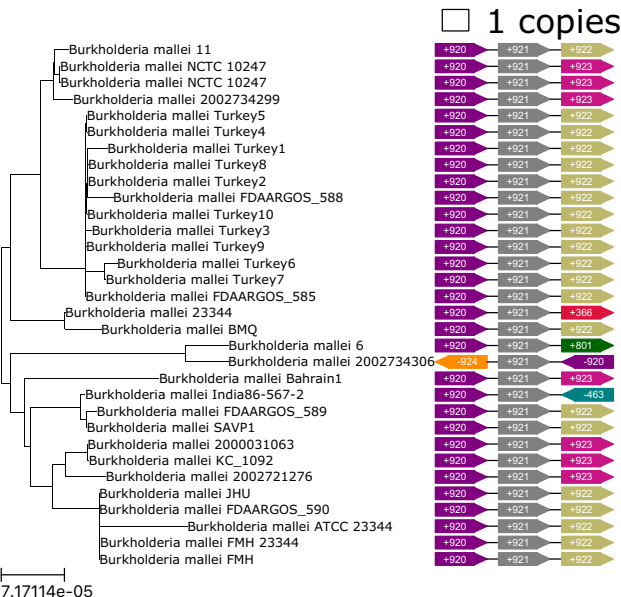 1 copies
Burkholderia mallei 11 +920 +921 +922
Burkholderia mallei NCTC 10247 +920 +921 +923
Burkholderia mallei NCTC 10247 +920 +921 +923
Burkholderia mallei 2002734299 +920 +921 +923
Burkholderia mallei Turkey5 +920 +921 +922
Burkholderia mallei Turkey4 +920 +921 +922
Burkholderia mallei Turkey1 +920 +921 +922
Burkholderia mallei Turkey8 +920 +921 +922
Burkholderia mallei Turkey2 +920 +921 +922
Burkholderia mallei FDAARGOS_588 +920 +921 +922
Burkholderia mallei Turkey10 +920 +921 +922
Burkholderia mallei Turkey3 +920 +921 +922
Burkholderia mallei Turkey9 +920 +921 +922
Burkholderia mallei Turkey6 +920 +921 +922
Burkholderia mallei Turkey7 +920 +921 +922
Burkholderia mallei FDAARGOS_585 +920 +921 +922
Burkholderia mallei 23344 +920 +921 +366
Burkholderia mallei BMQ +920 +921 +922
Burkholderia mallei 6 +920 +921 +801
Burkholderia mallei 2002734306 -924 +921 -920
Burkholderia mallei Bahrain1 +920 +921 +923
Burkholderia mallei India86-567-2 +920 +921 -463
Burkholderia mallei FDAARGOS_589 +920 +921 +922
Burkholderia mallei SAVP1 +920 +921 +922
Burkholderia mallei 2000031063 +920 +921 +923
Burkholderia mallei KC_1092 +920 +921 +923
Burkholderia mallei 2002721276 +920 +921 +923
Burkholderia mallei JHU +920 +921 +922
Burkholderia mallei FDAARGOS_590 +920 +921 +922
Burkholderia mallei ATCC 23344 +920 +921 +922
Burkholderia mallei FMH 23344 +920 +921 +922
Burkholderia mallei FMH +920 +921 +922
7.17114e-05